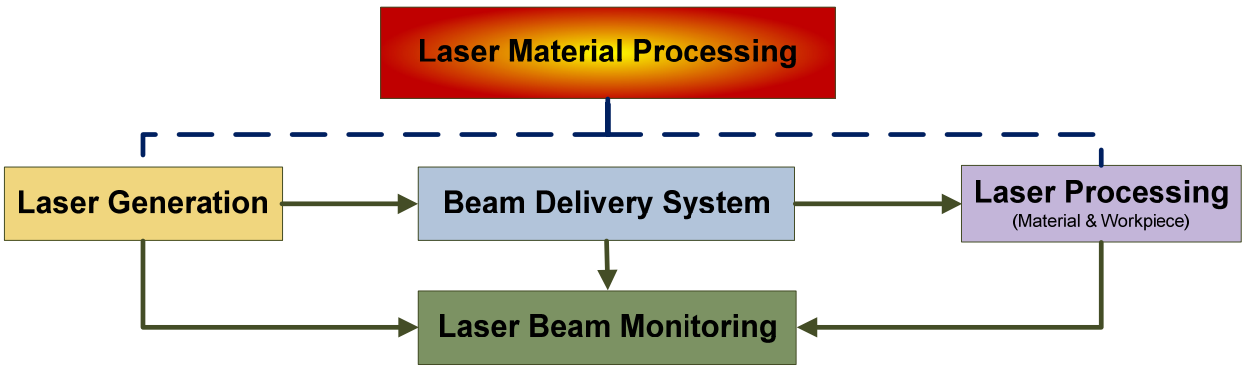 Laser Material Processing
Laser Generation
Beam Delivery System
Laser Processing
(Material & Workpiece)
Laser Beam Monitoring